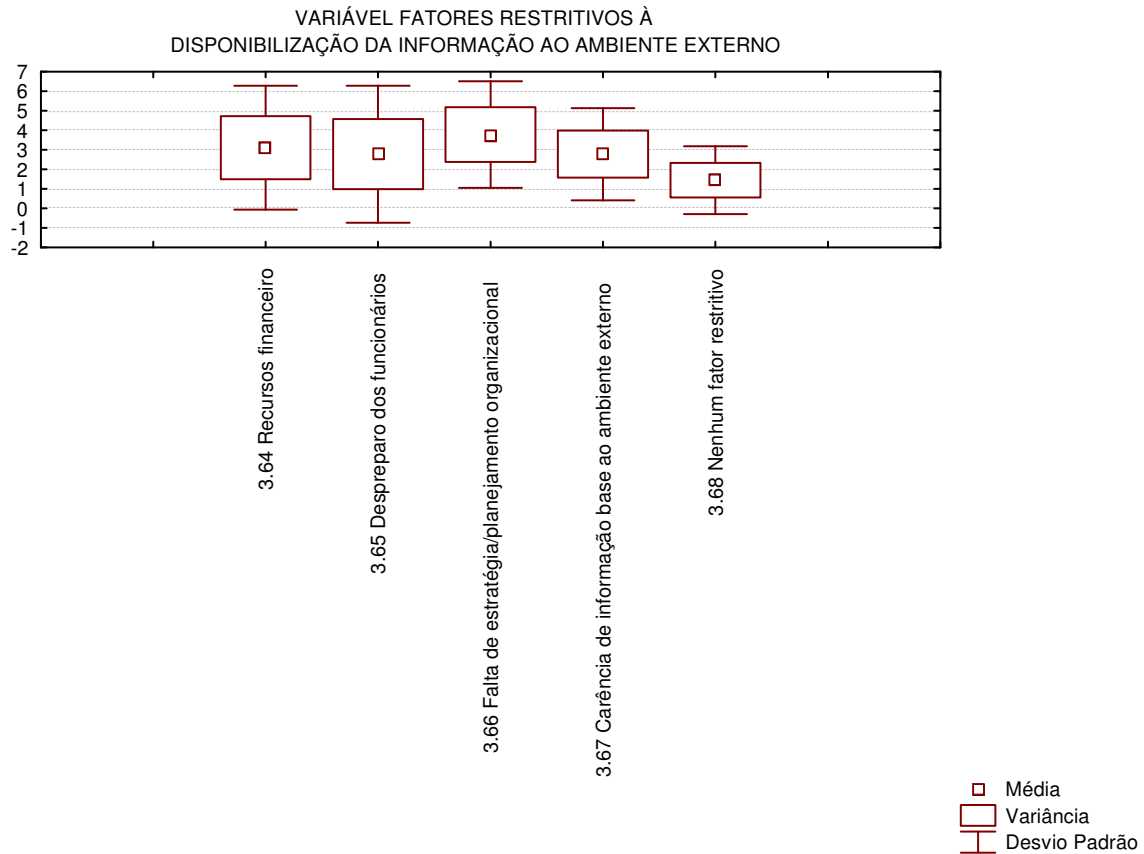 VARIÁVEL FATORES RESTRITIVOS À
DISPONIBILIZAÇÃO DA INFORMAÇÃO AO AMBIENTE EXTERNO
7
6
5
4
3
2
1
0
-1
-2
3.64 Recursos financeiro
3.65 Despreparo dos funcionários
3.66 Falta de estratégia/planejamento organizacional
3.67 Carência de informação base ao ambiente externo
3.68 Nenhum fator restritivo
Média
Variância
Desvio Padrão